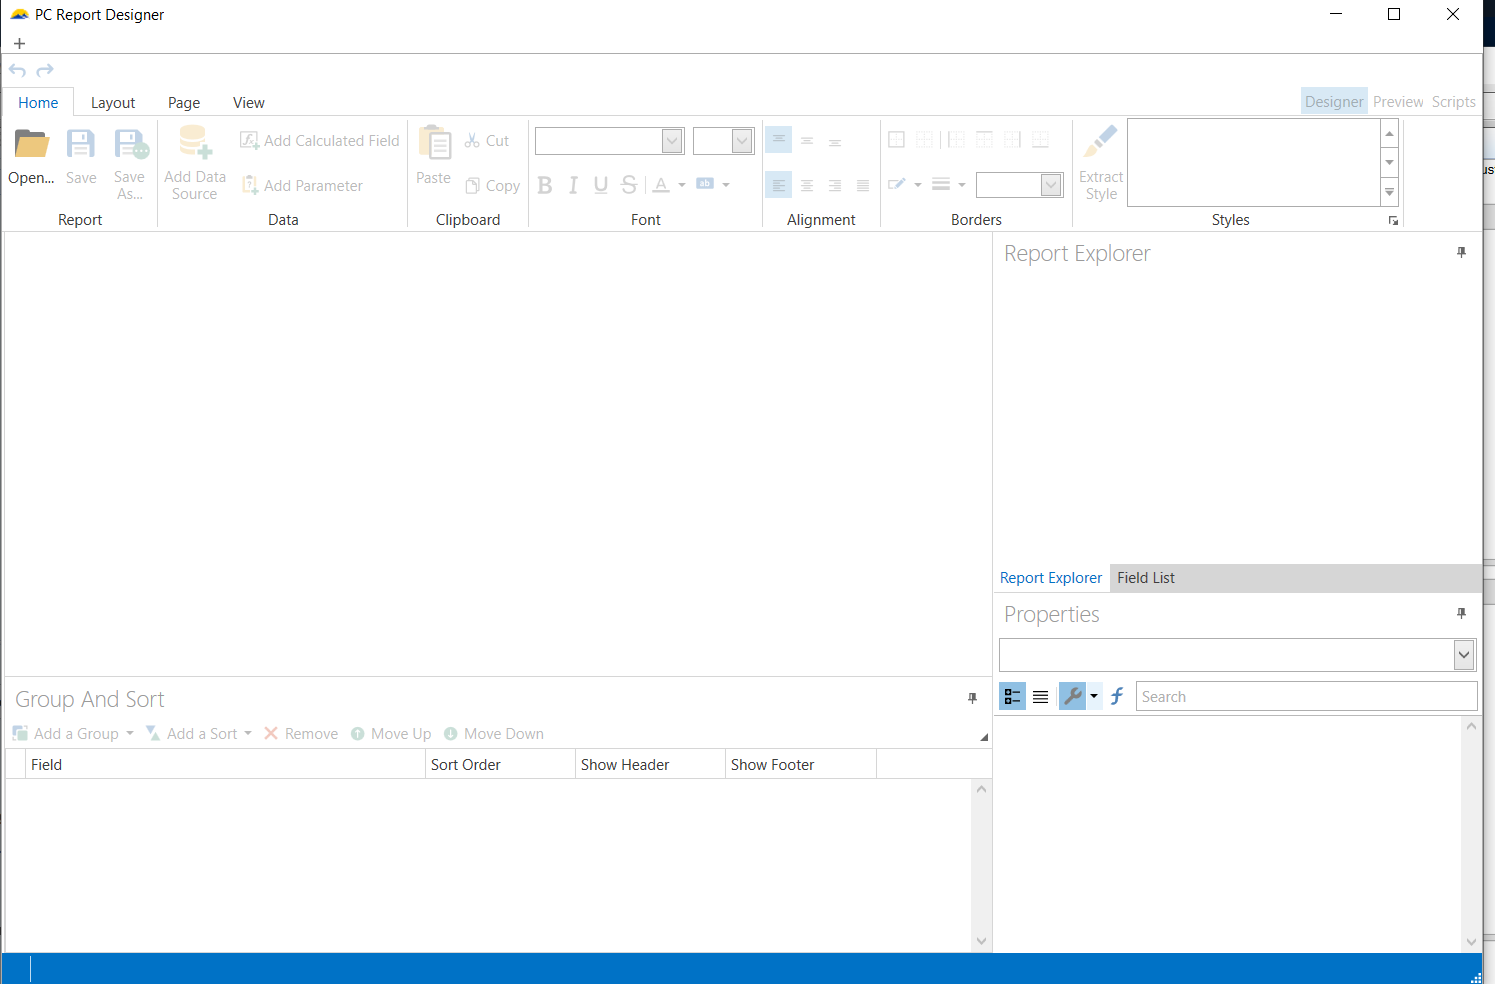 PC Report Designer
Home Layout Page View Designer Preview Scripts
Open... Save Save As... Add Data Source Add Calculated Field Add Parameter Paste Cut Copy B I U S A ab Extract Style
Report Data Clipboard Font Alignment Borders Styles
Report Explorer
Report Explorer Field List
Properties
Search
Group And Sort
Add a Group Add a Sort Remove Move Up Move Down
Field Sort Order Show Header Show Footer